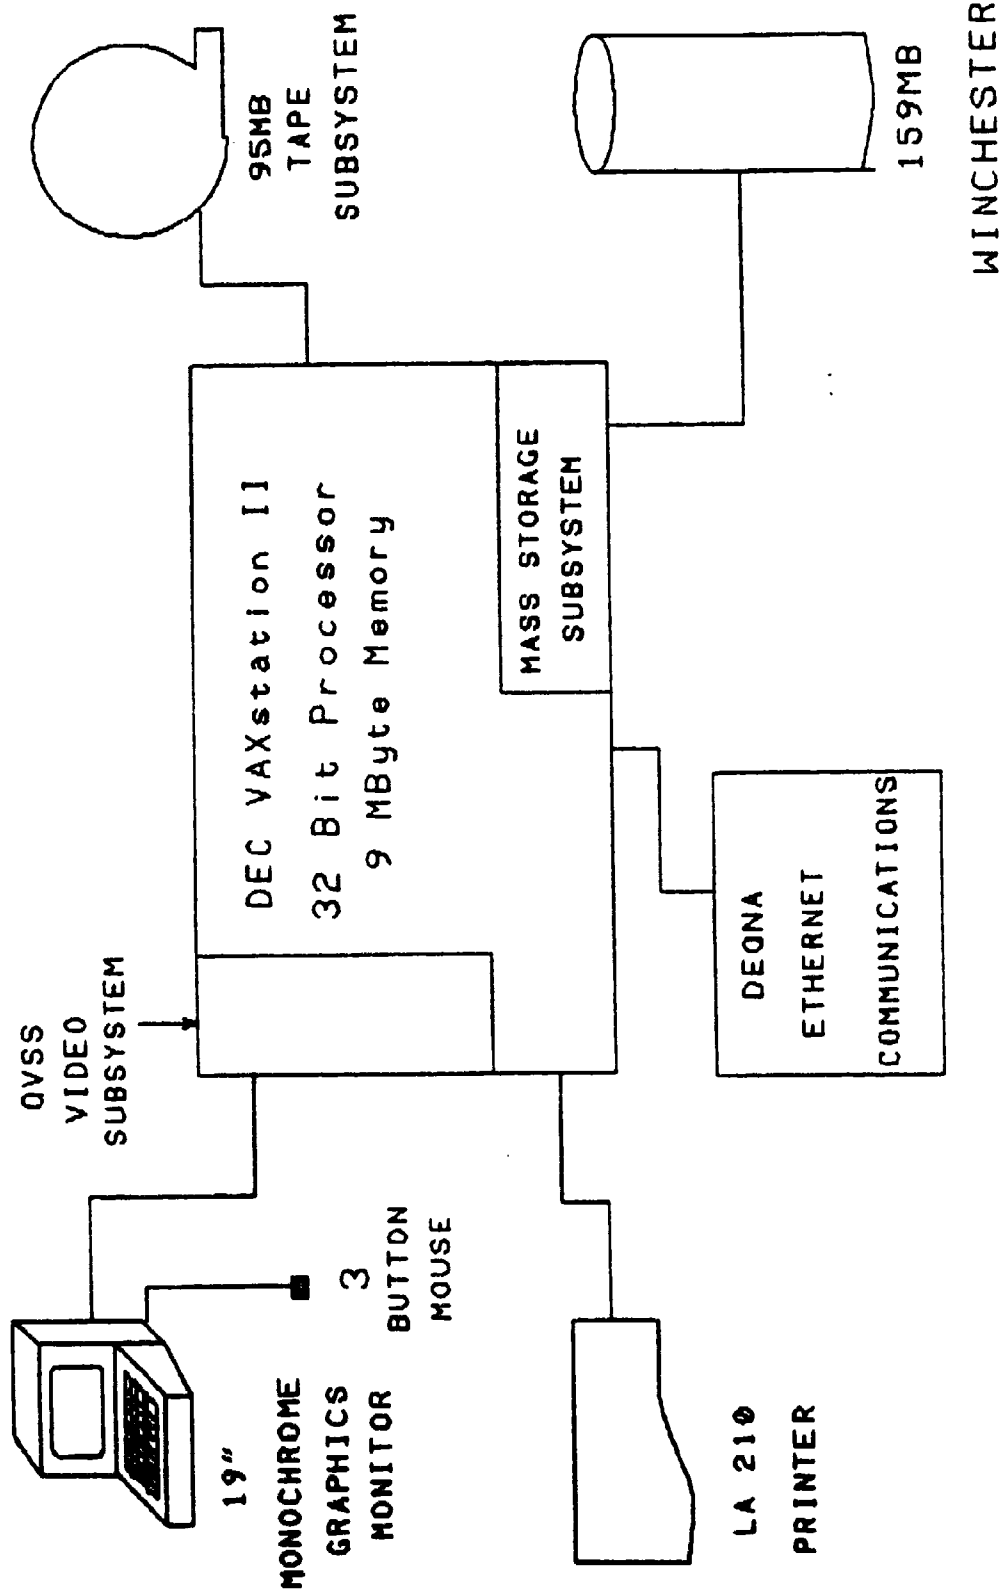 QVSS
VIDEO
SUBSYSTEM
19"
MONOCHROME
GRAPHICS
MONITOR
3
BUTTON
MOUSE
DEC VAXstation II
32 Bit Processor
9 MByte Memory
MASS STORAGE
SUBSYSTEM
95MB
TAPE
SUBSYSTEM
LA 210
PRINTER
DEQNA
ETHERNET
COMMUNICATIONS
159MB
WINCHESTER